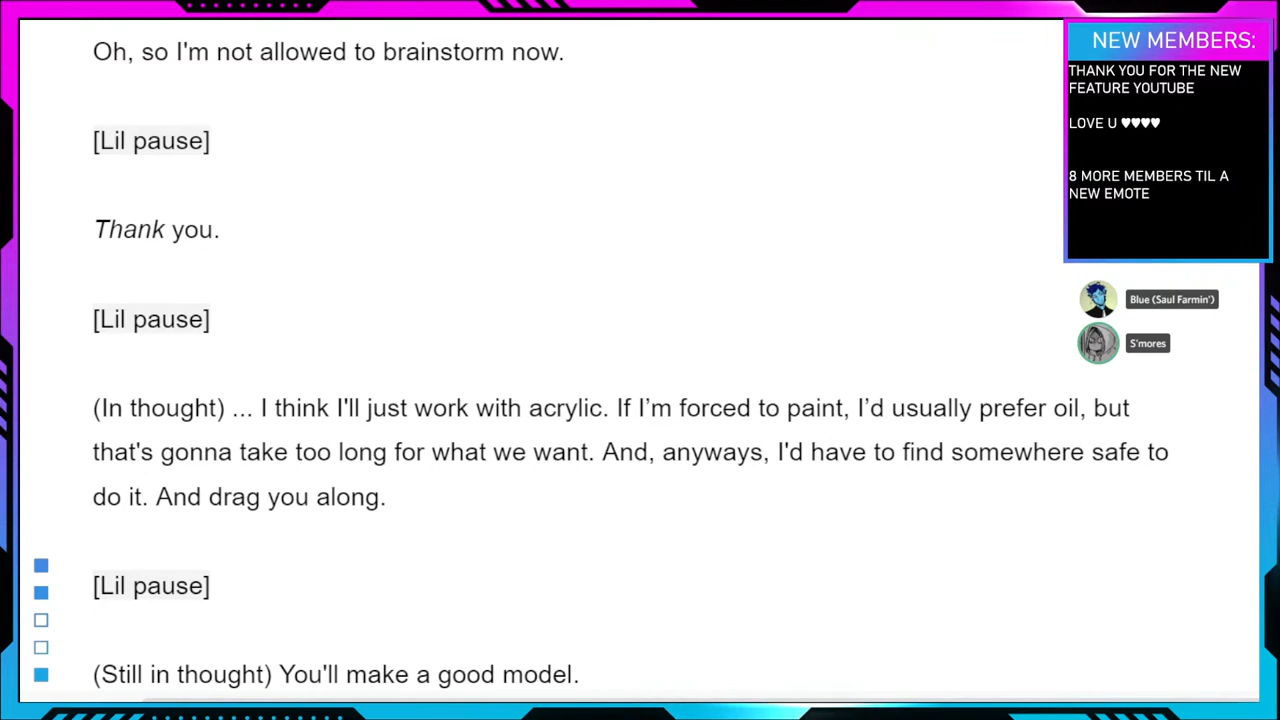 Oh, so I'm not allowed to brainstorm now.
[Lil pause]
Thank you.
[Lil pause]
(In thought) ... I think I'll just work with acrylic. If I’m forced to paint, I’d usually prefer oil, but
that's gonna take too long for what we want. And, anyways, I'd have to find somewhere safe to
do it. And drag you along.
[Lil pause]
(Still in thought) You'll make a good model.
NEW MEMBERS:
THANK YOU FOR THE NEW
FEATURE YOUTUBE
LOVE U ♥♥♥♥
8 MORE MEMBERS TIL A
NEW EMOTE
Blue (Saul Farmin')
S'mores